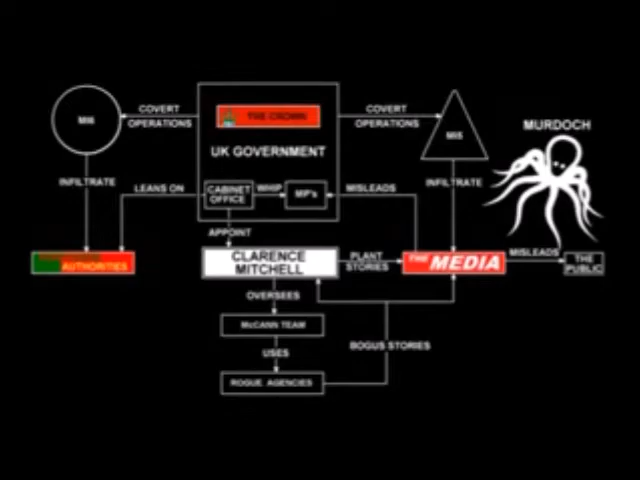 COVERT
OPERATIONS
THE CROWN
COVERT
OPERATIONS
MI6
MI5
MURDOCH
UK GOVERNMENT
INFILTRATE
LEANS ON
CABINET
OFFICE
WHIP
MP's
MISLEADS
INFILTRATE
APPOINT
AUTHORITIES
CLARENCE
MITCHELL
PLANT
STORIES
THE MEDIA
MISLEADS
THE
PUBLIC
OVERSEES
McCANN TEAM
USES
BOGUS STORIES
ROGUE AGENCIES